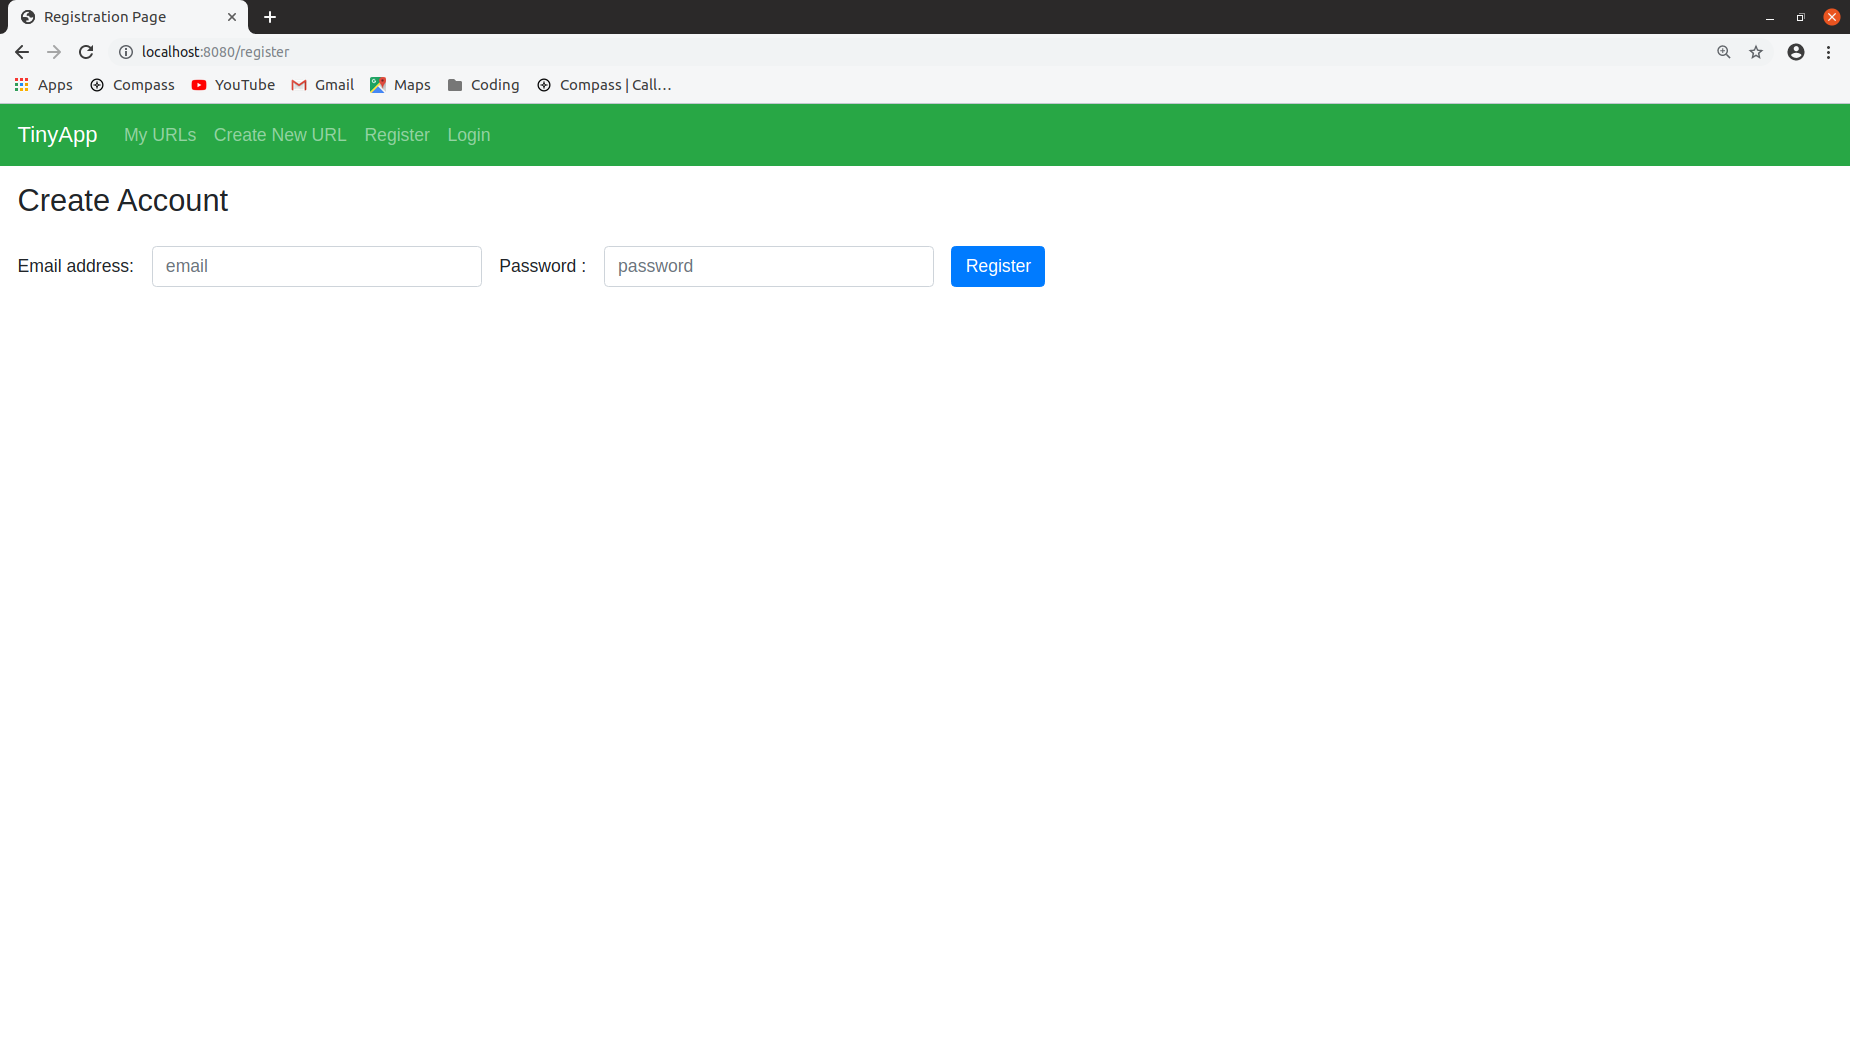 Registration Page
localhost:8080/register
Apps Compass YouTube Gmail Maps Coding Compass | Call...
TinyApp My URLs Create New URL Register Login
Create Account
Email address: email Password : password Register